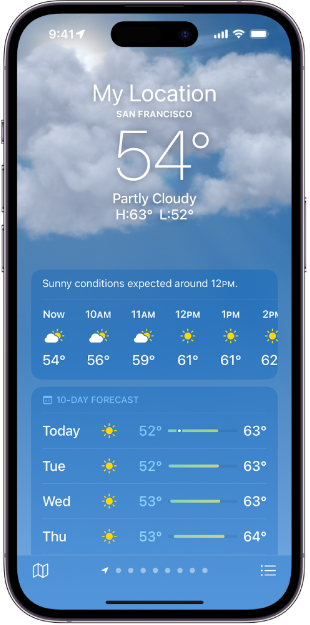 9:41
My Location
SAN FRANCISCO
54°
Partly Cloudy
H:63° L:52°
Sunny conditions expected around 12PM.
Now 10AM 11AM 12PM 1PM 2PM
54° 56° 59° 61° 61° 62
10-DAY FORECAST
Today 52° 63°
Tue 52° 63°
Wed 53° 63°
Thu 53° 64°